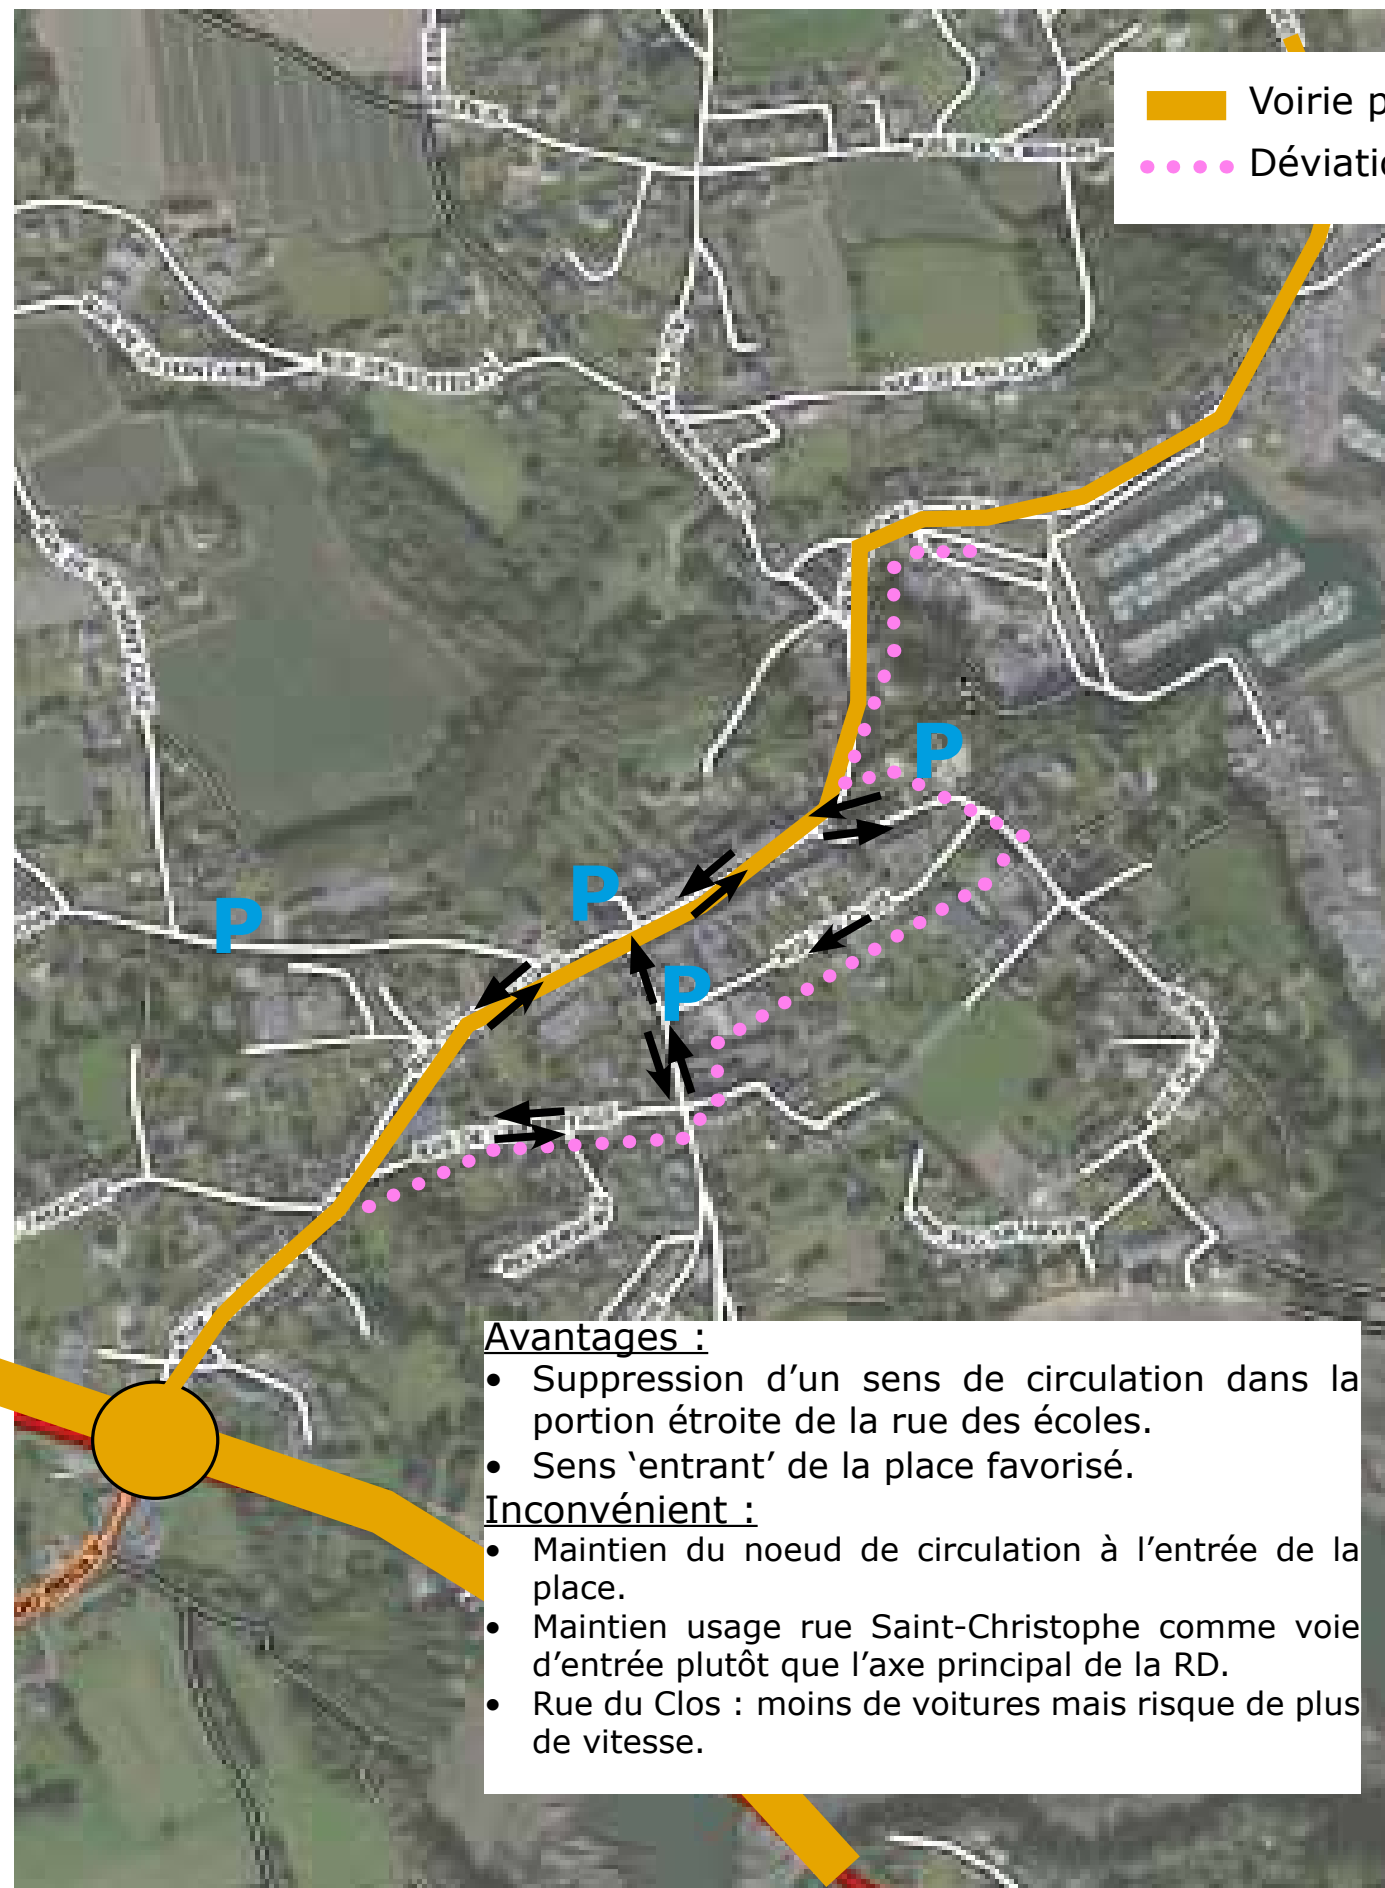 Voirie p
Déviatio
P
P
P
P
Avantages :
• Suppression d’un sens de circulation dans la
portion étroite de la rue des écoles.
• Sens ‘entrant’ de la place favorisé.
Inconvénient :
• Maintien du noeud de circulation à l’entrée de la
place.
• Maintien usage rue Saint-Christophe comme voie
d’entrée plutôt que l’axe principal de la RD.
• Rue du Clos : moins de voitures mais risque de plus
de vitesse.